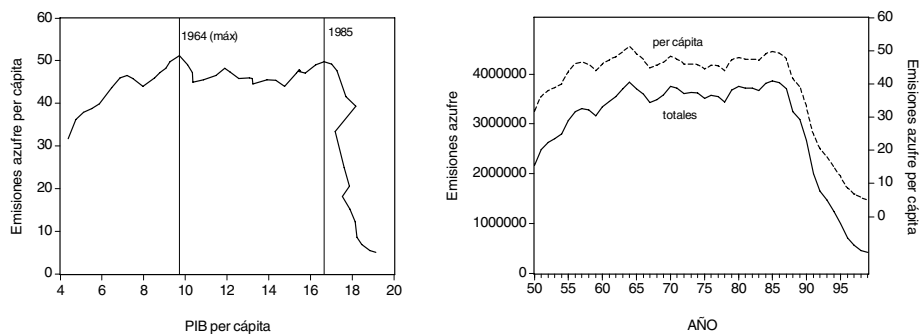 Emisiones azufre per cápita
60
50
40
30
20
10
0
1964 (máx)
1985
4 6 8 10 12 14 16 18 20
PIB per cápita
Emisiones azufre
4000000
3000000
2000000
1000000
0
per cápita
totales
60
50
40
30
20
10
0
Emisiones azufre per cápita
50 55 60 65 70 75 80 85 90 95
AÑO